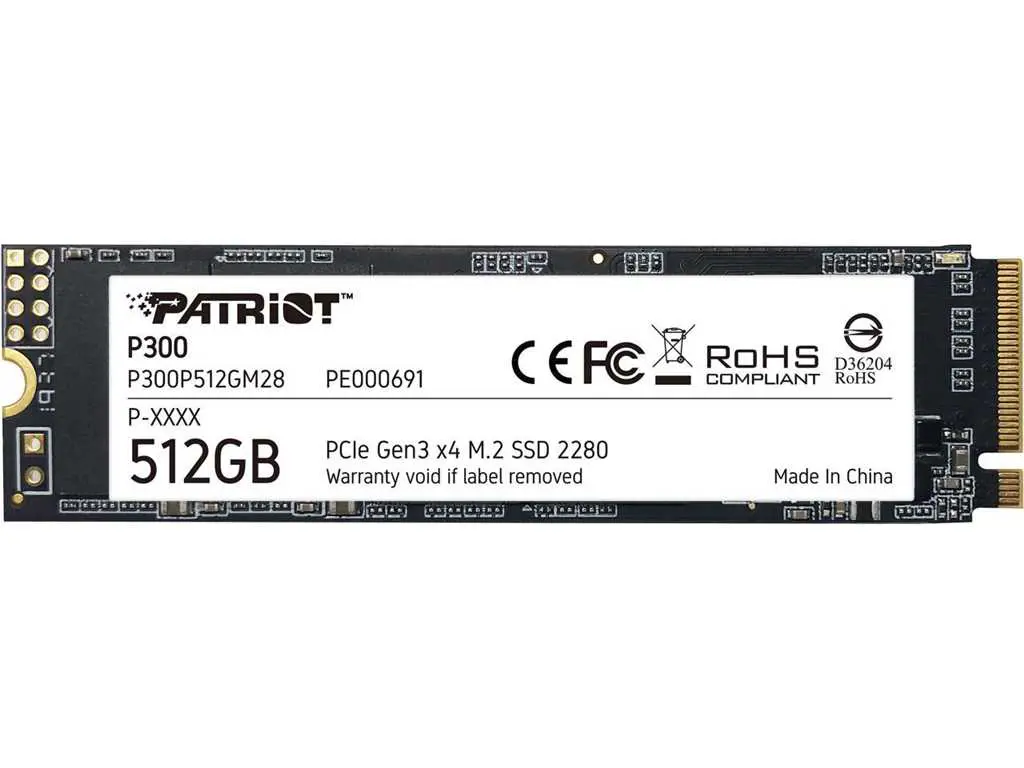 PATRIOT™
P300
P300P512GM28 PE000691
P-XXXX
512GB
PCIe Gen3 x4 M.2 SSD 2280
Warranty void if label removed
CE FC RoHS
COMPLIANT
D36204
RoHS
Made In China
1937